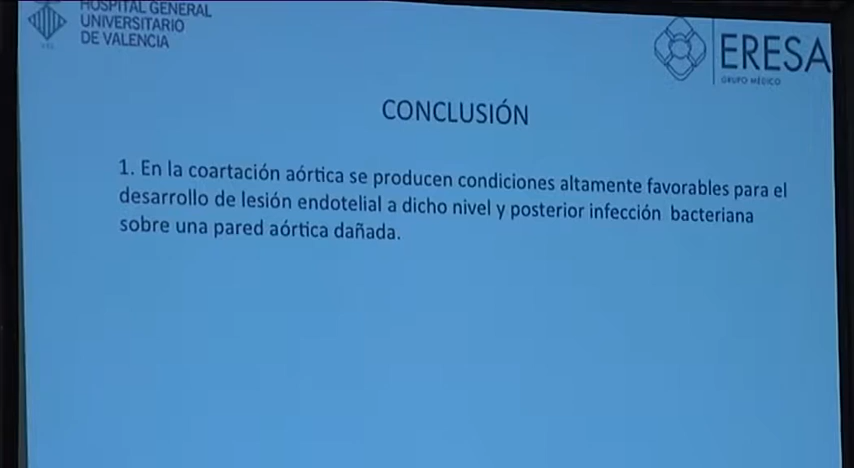 HOSPITAL GENERAL
UNIVERSITARIO
DE VALENCIA
ERESA
GRUPO MÉDICO
CONCLUSIÓN
1. En la coartación aórtica se producen condiciones altamente favorables para el
desarrollo de lesión endotelial a dicho nivel y posterior infección bacteriana
sobre una pared aórtica dañada.